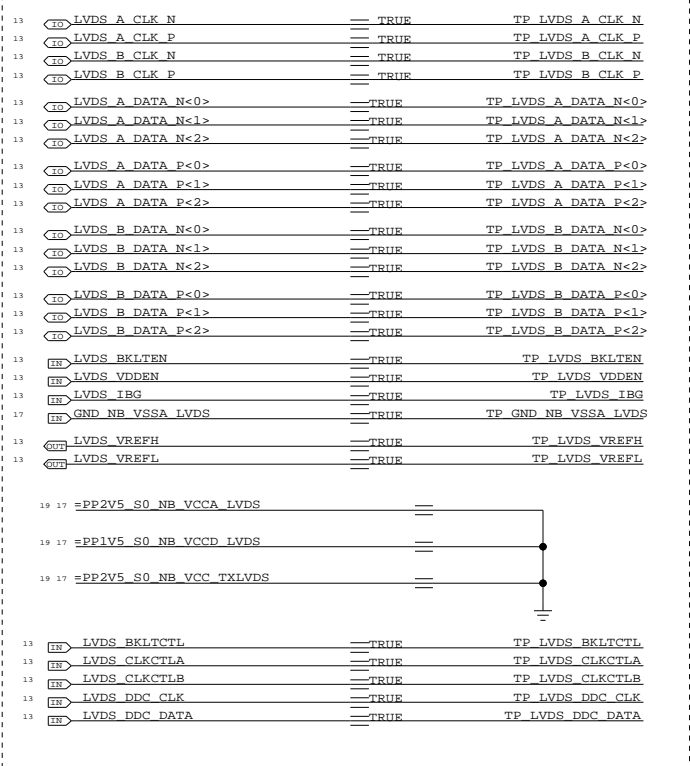 13 IO LVDS_A_CLK_N TRUE TP_LVDS_A_CLK_N
13 IO LVDS_A_CLK_P TRUE TP_LVDS_A_CLK_P
13 IO LVDS_B_CLK_N TRUE TP_LVDS_B_CLK_N
13 IO LVDS_B_CLK_P TRUE TP_LVDS_B_CLK_P
13 IO LVDS_A_DATA_N<0> TRUE TP_LVDS_A_DATA_N<0>
13 IO LVDS_A_DATA_N<1> TRUE TP_LVDS_A_DATA_N<1>
13 IO LVDS_A_DATA_N<2> TRUE TP_LVDS_A_DATA_N<2>
13 IO LVDS_A_DATA_P<0> TRUE TP_LVDS_A_DATA_P<0>
13 IO LVDS_A_DATA_P<1> TRUE TP_LVDS_A_DATA_P<1>
13 IO LVDS_A_DATA_P<2> TRUE TP_LVDS_A_DATA_P<2>
13 IO LVDS_B_DATA_N<0> TRUE TP_LVDS_B_DATA_N<0>
13 IO LVDS_B_DATA_N<1> TRUE TP_LVDS_B_DATA_N<1>
13 IO LVDS_B_DATA_N<2> TRUE TP_LVDS_B_DATA_N<2>
13 IO LVDS_B_DATA_P<0> TRUE TP_LVDS_B_DATA_P<0>
13 IO LVDS_B_DATA_P<1> TRUE TP_LVDS_B_DATA_P<1>
13 IO LVDS_B_DATA_P<2> TRUE TP_LVDS_B_DATA_P<2>
13 IN LVDS_BKLTEN TRUE TP_LVDS_BKLTEN
13 IN LVDS_VDDEN TRUE TP_LVDS_VDDEN
13 IN LVDS_IBG TRUE TP_LVDS_IBG
17 IN GND_NB_VSSA_LVDS TRUE TP_GND_NB_VSSA_LVDS
13 OUT LVDS_VREFH TRUE TP_LVDS_VREFH
13 OUT LVDS_VREFL TRUE TP_LVDS_VREFL
19 17 =PP2V5_S0_NB_VCCA_LVDS
19 17 =PP1V5_S0_NB_VCCD_LVDS
19 17 =PP2V5_S0_NB_VCC_TXLVDS
13 IN LVDS_BKLTCTL TRUE TP_LVDS_BKLTCTL
13 IN LVDS_CLKCTLA TRUE TP_LVDS_CLKCTLA
13 IN LVDS_CLKCTLB TRUE TP_LVDS_CLKCTLB
13 IN LVDS_DDC_CLK TRUE TP_LVDS_DDC_CLK
13 IN LVDS_DDC_DATA TRUE TP_LVDS_DDC_DATA